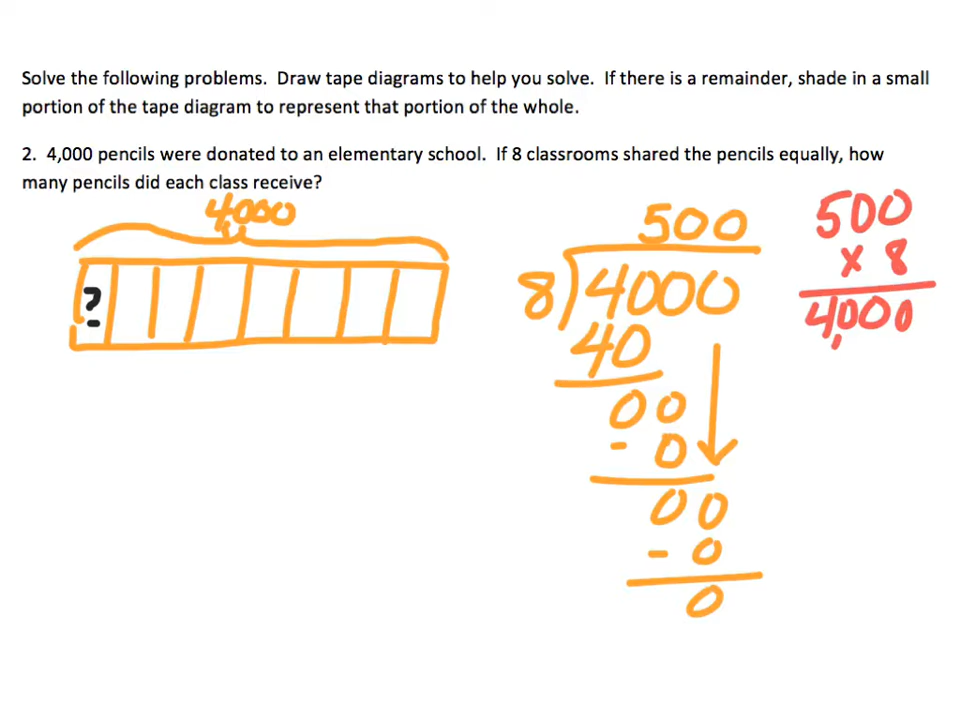 Solve the following problems. Draw tape diagrams to help you solve. If there is a remainder, shade in a small
portion of the tape diagram to represent that portion of the whole.
2. 4,000 pencils were donated to an elementary school. If 8 classrooms shared the pencils equally, how
many pencils did each class receive?
4000
?
500
8)4000
40
00
- 0
00
- 0
0
500
x 8
4,000